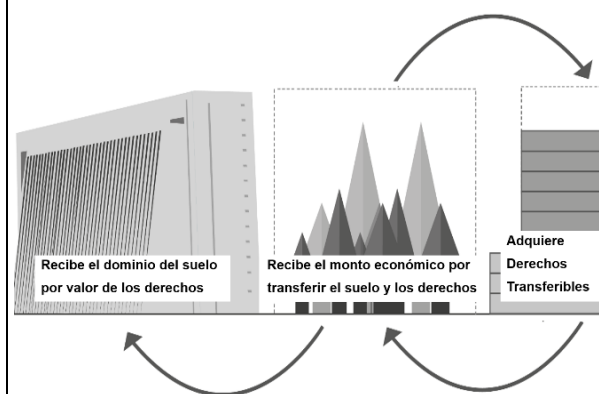 Recibe el dominio del suelo
por valor de los derechos
Recibe el monto económico por
transferir el suelo y los derechos
Adquiere
Derechos
Transferibles